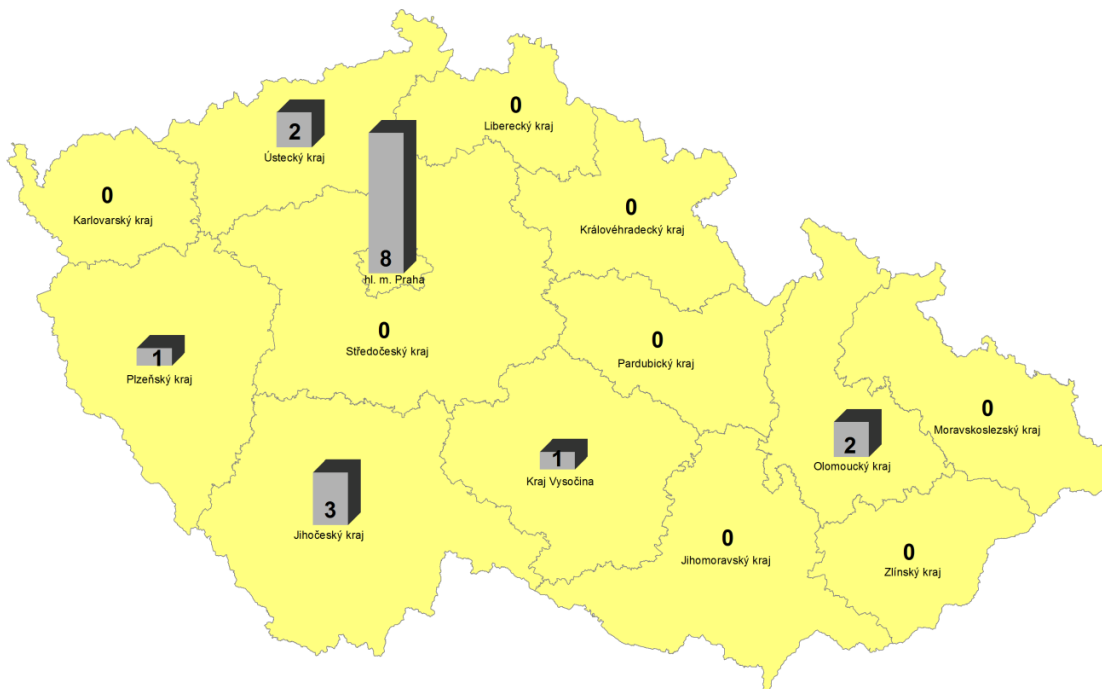 0
Liberecký kraj
2
Ústecký kraj
0
Karlovarský kraj
0
Královéhradecký kraj
8
hl. m. Praha
0
Středočeský kraj
0
Pardubický kraj
1
Plzeňský kraj
0
Moravskoslezský kraj
2
Olomoucký kraj
1
Kraj Vysočina
3
Jihočeský kraj
0
Jihomoravský kraj
0
Zlínský kraj